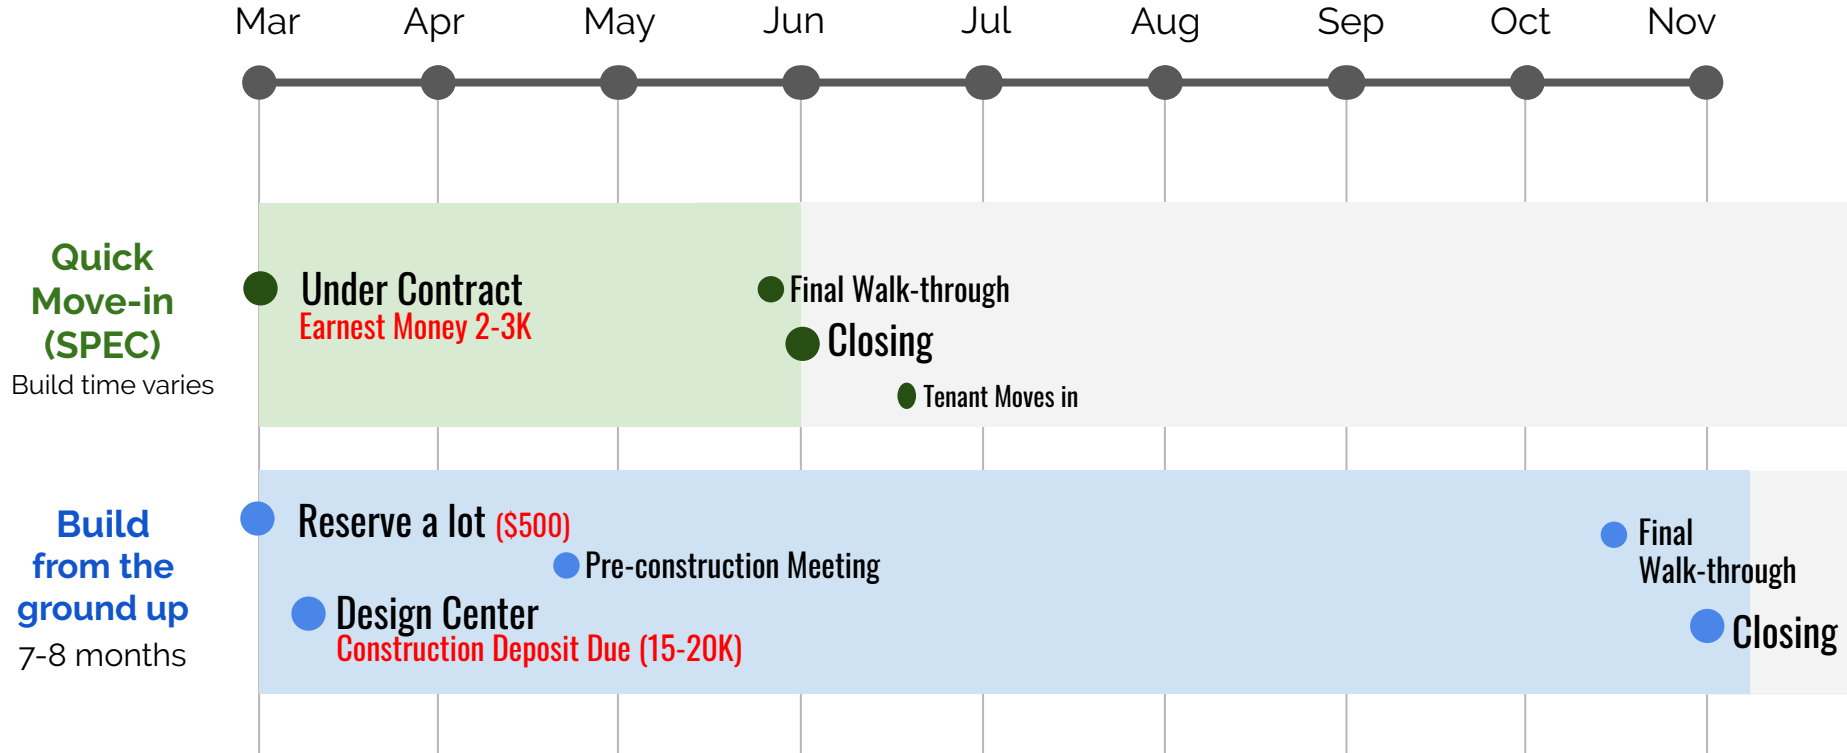 Mar Apr May Jun Jul Aug Sep Oct Nov
Quick
Move-in
(SPEC)
Build time varies
Under Contract
Earnest Money 2-3K
Final Walk-through
Closing
Tenant Moves in
Build
from the
ground up
7-8 months
Reserve a lot ($500)
Pre-construction Meeting
Design Center
Construction Deposit Due (15-20K)
Final
Walk-through
Closing